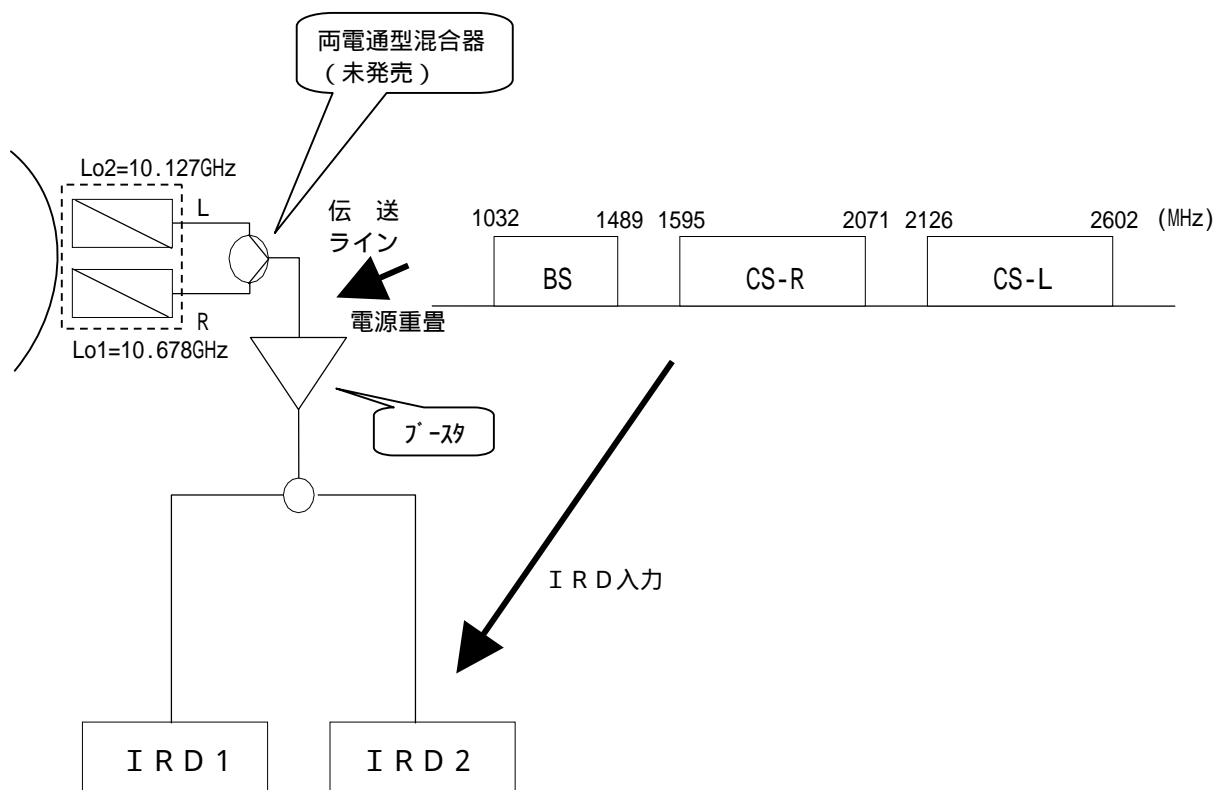 両電通型混合器
(未発売)
Lo2=10.127GHz
L
R
Lo1=10.678GHz
伝 送
ライン
電源重畳
1032 1489 1595 2071 2126 2602 (MHz)
BS CS-R CS-L
ﾌﾞｰｽﾀ
ＩＲＤ入力
ＩＲＤ１ ＩＲＤ２